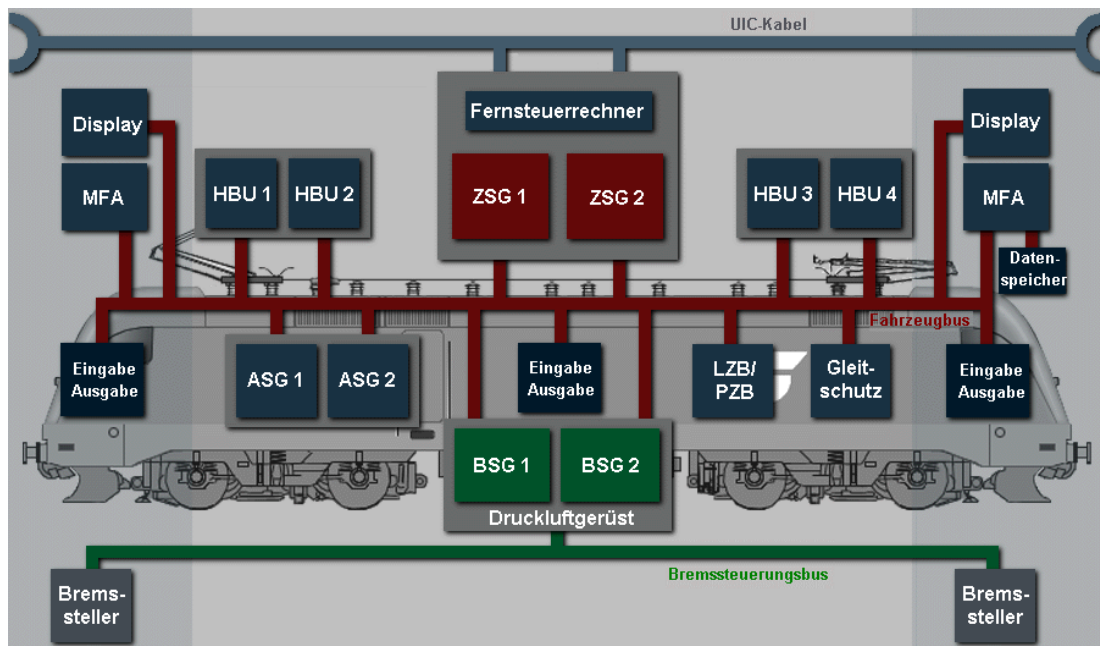 UIC-Kabel
Fernsteuerrechner
Display
Display
HBU 1
HBU 2
ZSG 1
ZSG 2
HBU 3
HBU 4
MFA
MFA
Daten-
speicher
Fahrzeugbus
Eingabe
Ausgabe
ASG 1
ASG 2
Eingabe
Ausgabe
LZB/
PZB
Gleit-
schutz
Eingabe
Ausgabe
BSG 1
BSG 2
Druckluftgerüst
Bremssteuerungsbus
Brems-
steller
Brems-
steller